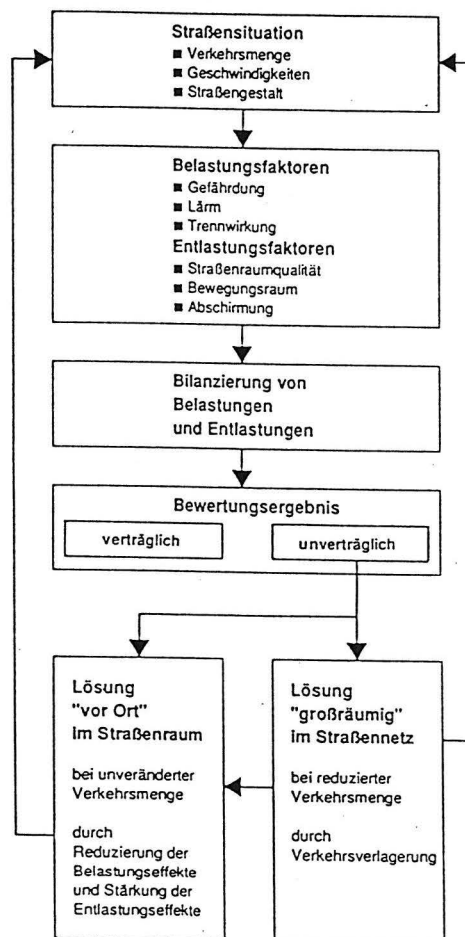 Straßensituation
■ Verkehrsmenge
■ Geschwindigkeiten
■ Straßengestalt
Belastungsfaktoren
■ Gefährdung
■ Lärm
■ Trennwirkung
Entlastungsfaktoren
■ Straßenraumqualität
■ Bewegungsraum
■ Abschirmung
Bilanzierung von
Belastungen
und Entlastungen
Bewertungsergebnis
verträglich
unverträglich
Lösung
"vor Ort"
im Straßenraum
bei unveränderter
Verkehrsmenge
durch
Reduzierung der
Belastungseffekte
und Stärkung der
Entlastungseffekte
Lösung
"großräumig"
im Straßennetz
bei reduzierter
Verkehrsmenge
durch
Verkehrsverlagerung